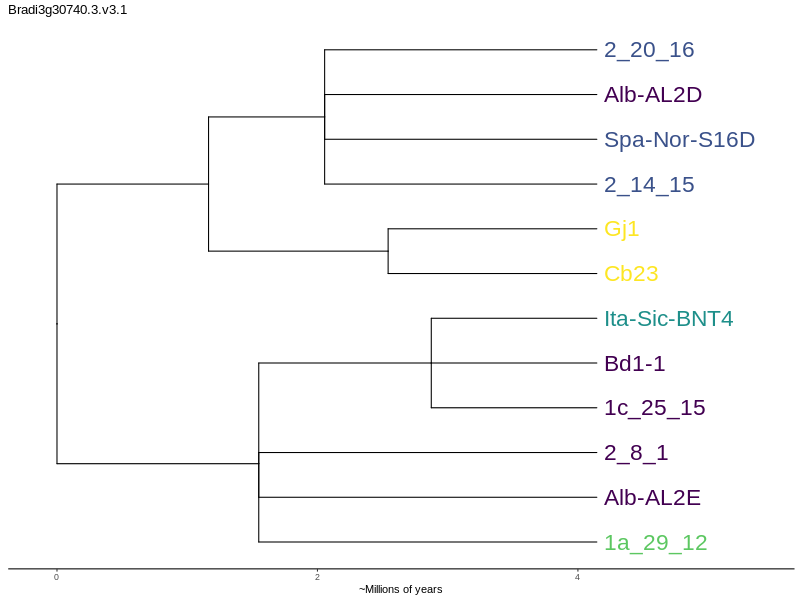 Bradi3g30740.3.v3.1
2_20_16
Alb-AL2D
Spa-Nor-S16D
2_14_15
Gj1
Cb23
Ita-Sic-BNT4
Bd1-1
1c_25_15
2_8_1
Alb-AL2E
1a_29_12
0 2 4
~Millions of years